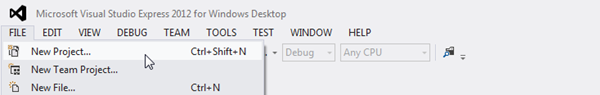 Microsoft Visual Studio Express 2012 for Windows Desktop
FILE EDIT VIEW DEBUG TEAM TOOLS TEST WINDOW HELP
New Project... Ctrl+Shift+N Debug Any CPU
New Team Project...
New File... Ctrl+N